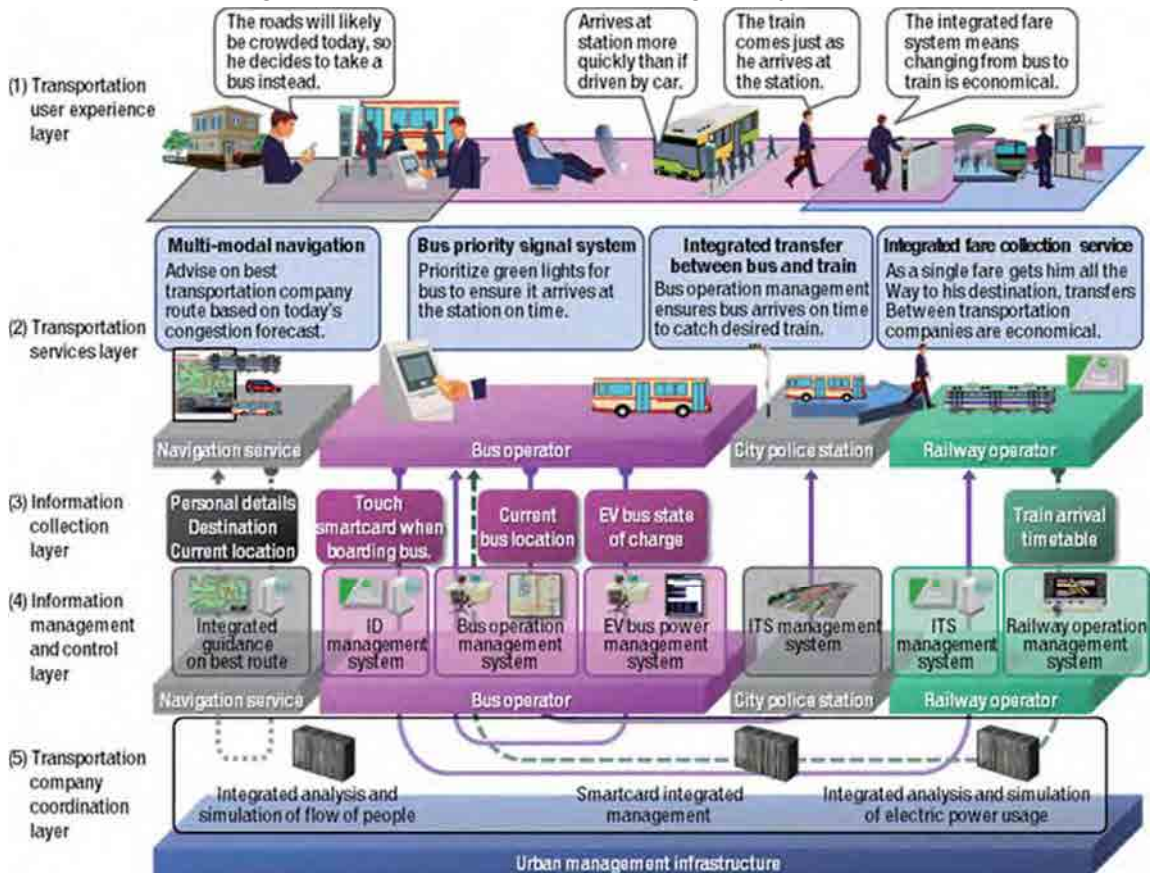 The roads will likely
be crowded today, so
he decides to take a
bus instead.
Arrives at
station more
quickly than if
driven by car.
The train
comes just as
he arrives at
the station.
The integrated fare
system means
changing from bus to
train is economical.
(1) Transportation
user experience
layer
Multi-modal navigation
Advise on best
transportation company
route based on today's
congestion forecast.
Bus priority signal system
Prioritize green lights for
bus to ensure it arrives at
the station on time.
Integrated transfer
between bus and train
Bus operation management
ensures bus arrives on time
to catch desired train.
Integrated fare collection service
As a single fare gets him all the
Way to his destination, transfers
Between transportation
companies are economical.
(2) Transportation
services layer
Navigation service
Bus operator
City police station
Railway operator
(3) Information
collection
layer
Personal details
Destination
Current location
Touch
smartcard when
boarding bus.
Current
bus location
EV bus state
of charge
Train arrival
timetable
(4) Information
management
and control
layer
Integrated
guidance
on best route
ID
management
system
Bus operation
management
system
EV bus power
management
system
ITS management
system
ITS
management
system
Railway operation
management
system
Navigation service
Bus operator
City police station
Railway operator
(5) Transportation
company
coordination
layer
Integrated analysis and
simulation of flow of people
Smartcard integrated
management
Integrated analysis and simulation
of electric power usage
Urban management infrastructure